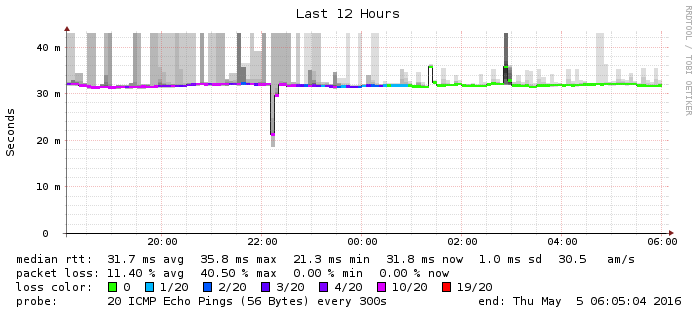 Last 12 Hours
RRDTOOL / TOBI OETIKER
Seconds
40 m
30 m
20 m
10 m
0
20:00 22:00 00:00 02:00 04:00 06:00
median rtt: 31.7 ms avg 35.8 ms max 21.3 ms min 31.8 ms now 1.0 ms sd 30.5 am/s
packet loss: 11.40 % avg 40.50 % max 0.00 % min 0.00 % now
loss color: 0 1/20 2/20 3/20 4/20 10/20 19/20
probe: 20 ICMP Echo Pings (56 Bytes) every 300s end: Thu May 5 06:05:04 2016